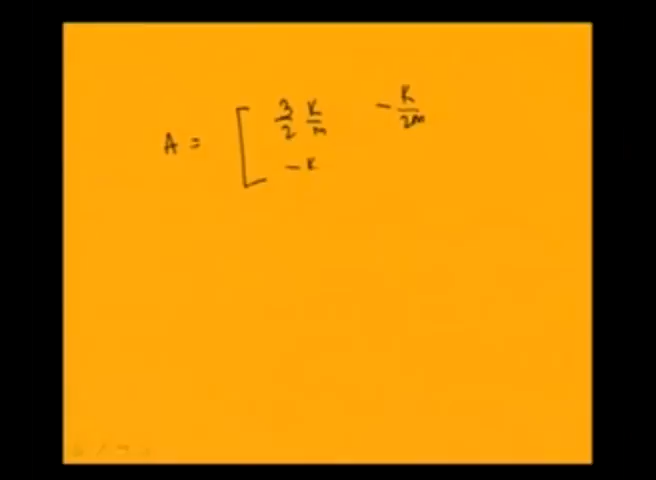 A = [ 3/2 K/m   - K/2m
- K